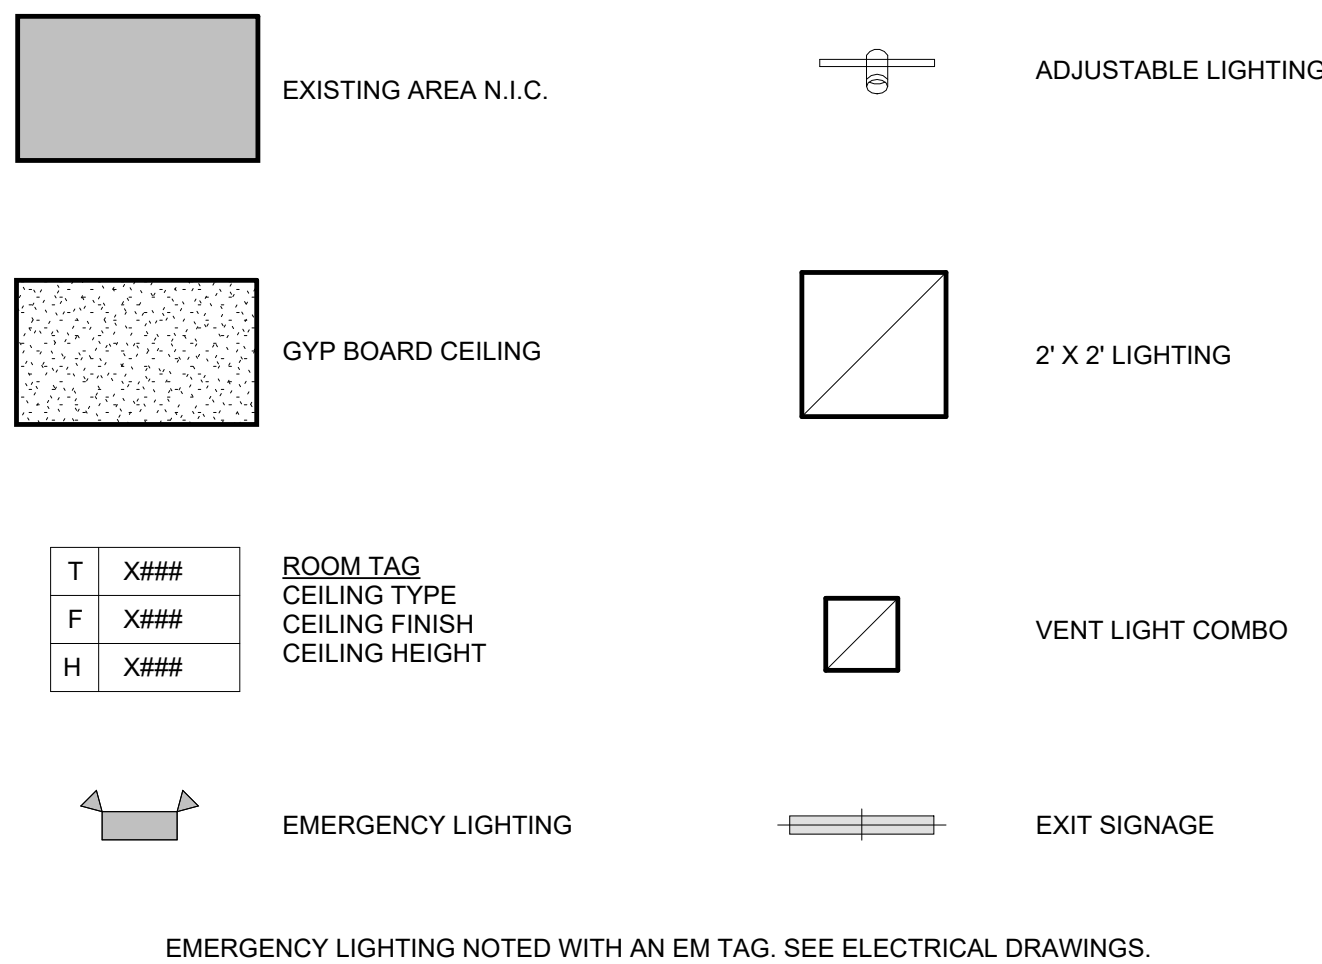 EXISTING AREA N.I.C.
ADJUSTABLE LIGHTING
GYP BOARD CEILING
2' X 2' LIGHTING
T X###
F X###
H X###
ROOM TAG
CEILING TYPE
CEILING FINISH
CEILING HEIGHT
VENT LIGHT COMBO
EMERGENCY LIGHTING
EXIT SIGNAGE
EMERGENCY LIGHTING NOTED WITH AN EM TAG. SEE ELECTRICAL DRAWINGS.